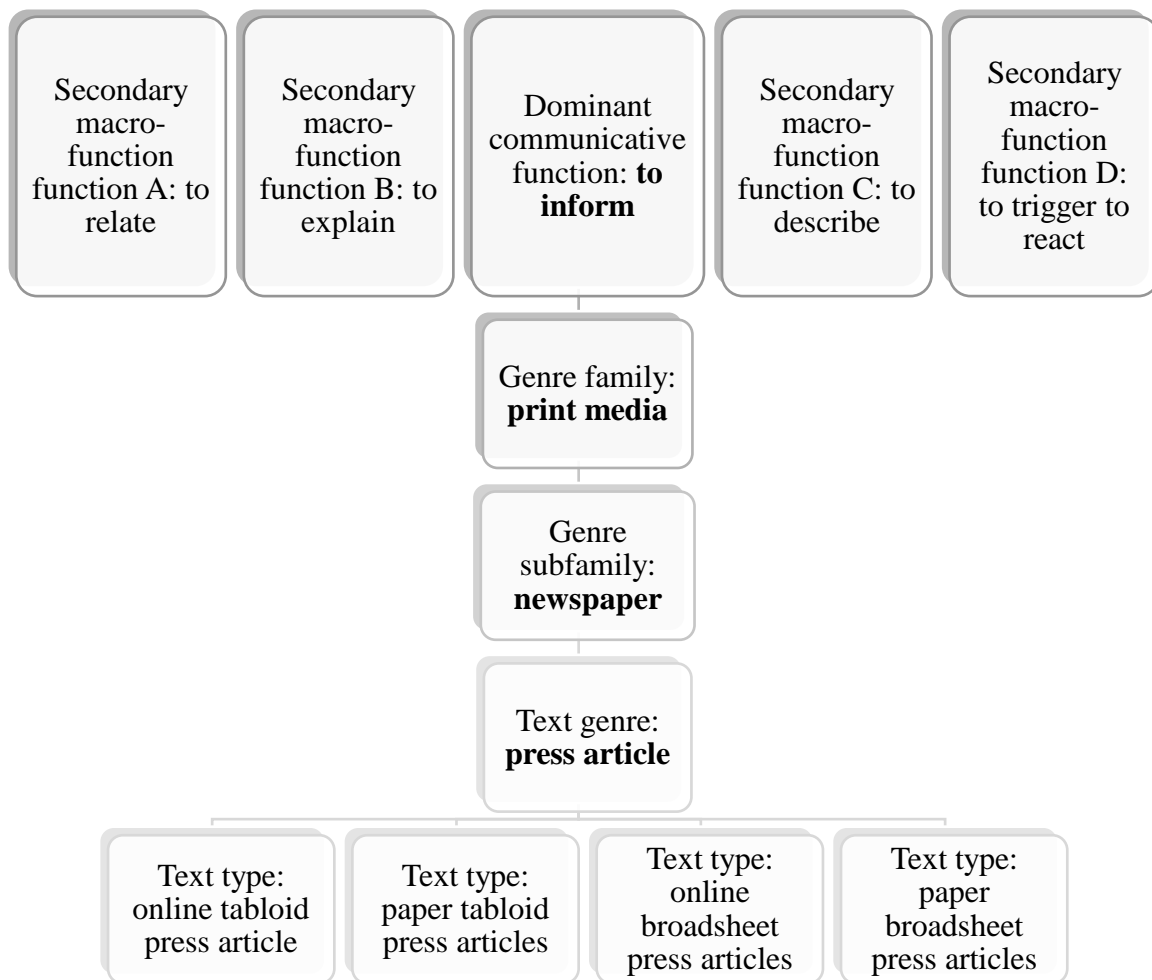 Secondary
macro-
function
function A: to
relate
Secondary
macro-
function
function B: to
explain
Dominant
communicative
function: to
inform
Secondary
macro-
function
function C: to
describe
Secondary
macro-
function
function D:
to trigger to
react
Genre family:
print media
Genre
subfamily:
newspaper
Text genre:
press article
Text type:
online tabloid
press article
Text type:
paper tabloid
press articles
Text type:
online
broadsheet
press articles
Text type:
paper
broadsheet
press articles